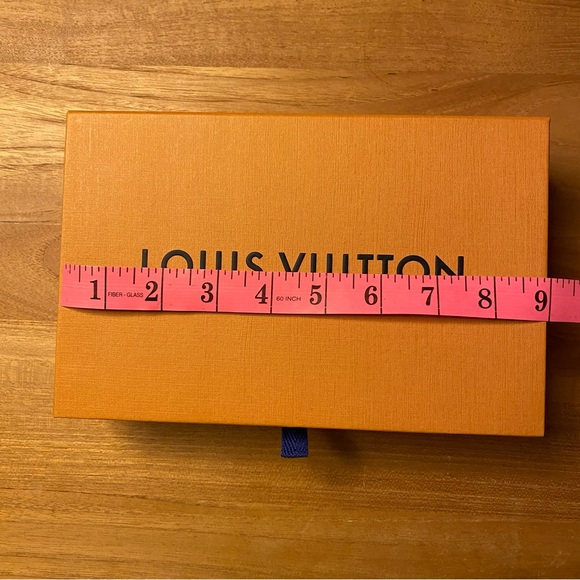 LOUIS VUITTON
1 FIBER-GLASS 2 3 4 60 INCH 5 6 7 8 9